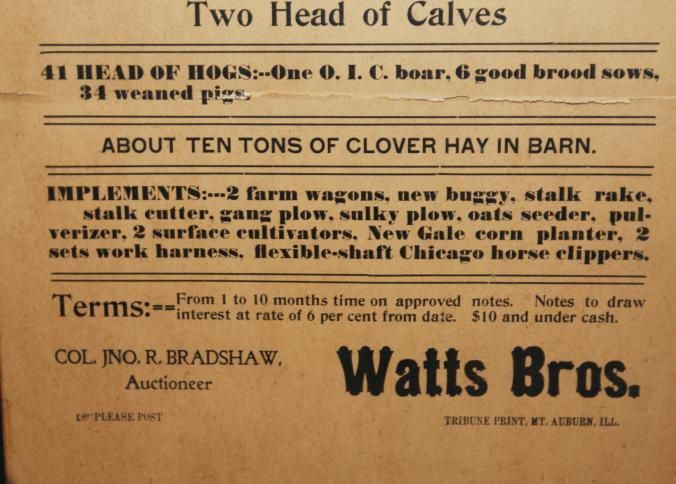 Two Head of Calves
41 HEAD OF HOGS:--One O. I. C. boar, 6 good brood sows,
34 weaned pigs.
ABOUT TEN TONS OF CLOVER HAY IN BARN.
IMPLEMENTS:---2 farm wagons, new buggy, stalk rake,
stalk cutter, gang plow, sulky plow, oats seeder, pul-
verizer, 2 surface cultivators, New Gale corn planter, 2
sets work harness, flexible-shaft Chicago horse clippers.
Terms:== From 1 to 10 months time on approved notes. Notes to draw
interest at rate of 6 per cent from date. $10 and under cash.
COL. JNO. R. BRADSHAW,
Auctioneer
Watts Bros.
☞ PLEASE POST
TRIBUNE PRINT, MT. AUBURN, ILL.